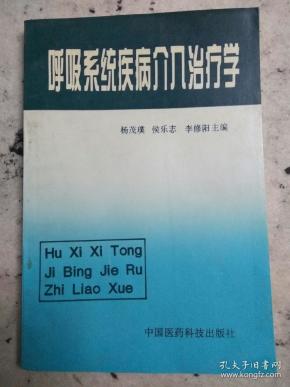 呼吸系统疾病介入治疗学
杨茂璞 侯乐志 李修阳主编
Hu Xi Xi Tong
Ji Bing Jie Ru
Zhi Liao Xue
中国医药科技出版社
孔夫子旧书网